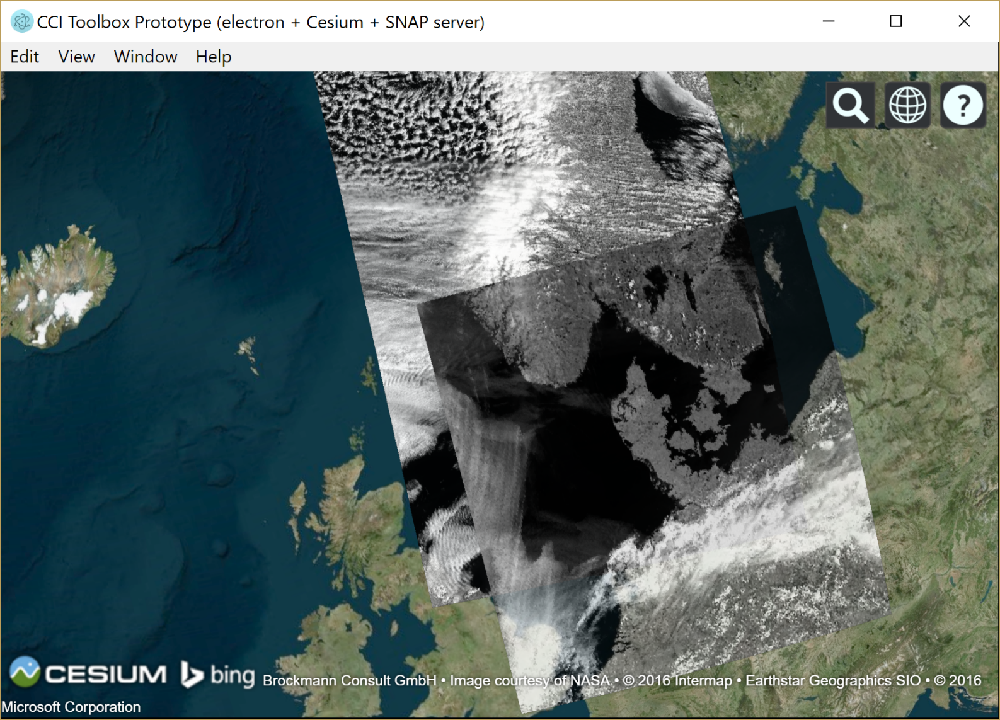 CCI Toolbox Prototype (electron + Cesium + SNAP server)
Edit View Window Help
?
CESIUM bing Brockmann Consult GmbH • Image courtesy of NASA • © 2016 Intermap • Earthstar Geographics SIO • © 2016
Microsoft Corporation